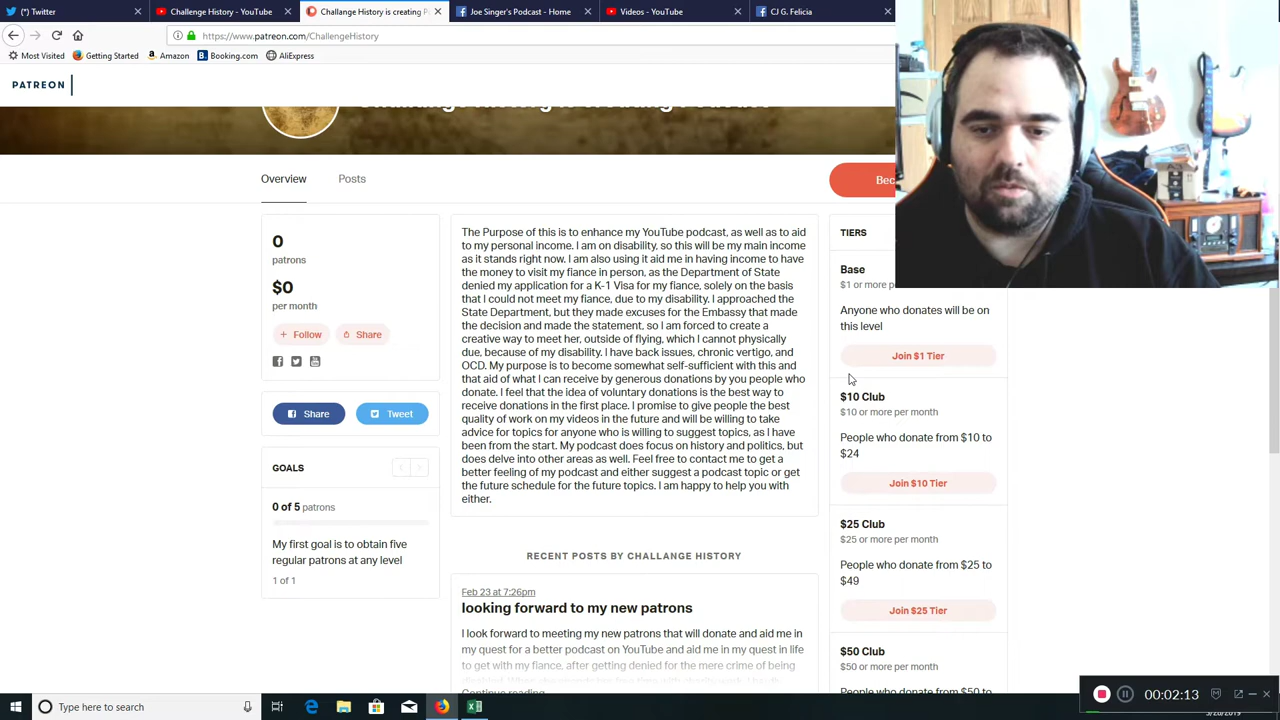 (*) Twitter
Challenge History - YouTube
Challange History is creating P
Joe Singer's Podcast - Home
Videos - YouTube
CJ G. Felicia
https://www.patreon.com/ChallengeHistory
Most Visited
Getting Started
Amazon
Booking.com
AliExpress
PATREON
Overview
Posts
Bec
0
patrons
$0
per month
Follow
Share
Share
Tweet
GOALS
0 of 5 patrons
My first goal is to obtain five
regular patrons at any level
1 of 1
The Purpose of this is to enhance my YouTube podcast, as well as to aid
to my personal income. I am on disability, so this will be my main income
as it stands right now. I am also using it aid me in having income to have
the money to visit my fiance in person, as the Department of State
denied my application for a K-1 Visa for my fiance, solely on the basis
that I could not meet my fiance, due to my disability. I approached the
State Department, but they made excuses for the Embassy that made
the decision and made the statement, so I am forced to create a
creative way to meet her, outside of flying, which I cannot physically
due, because of my disability. I have back issues, chronic vertigo, and
OCD. My purpose is to become somewhat self-sufficient with this and
that aid of what I can receive by generous donations by you people who
donate. I feel that the idea of voluntary donations is the best way to
receive donations in the first place. I promise to give people the best
quality of work on my videos in the future and will be willing to take
advice for topics for anyone who is willing to suggest topics, as I have
been from the start. My podcast does focus on history and politics, but
does delve into other areas as well. Feel free to contact me to get a
better feeling of my podcast and either suggest a podcast topic or get
the future schedule for the future topics. I am happy to help you with
either.
RECENT POSTS BY CHALLANGE HISTORY
Feb 23 at 7:26pm
looking forward to my new patrons
I look forward to meeting my new patrons that will donate and aid me in
my quest for a better podcast on YouTube and aid me in my quest in life
to get with my fiance, after getting denied for the mere crime of being
Continue reading
TIERS
Base
$1 or more p
Anyone who donates will be on
this level
Join $1 Tier
$10 Club
$10 or more per month
People who donate from $10 to
$24
Join $10 Tier
$25 Club
$25 or more per month
People who donate from $25 to
$49
Join $25 Tier
$50 Club
$50 or more per month
People who donate from $50 to
Type here to search
00:02:13